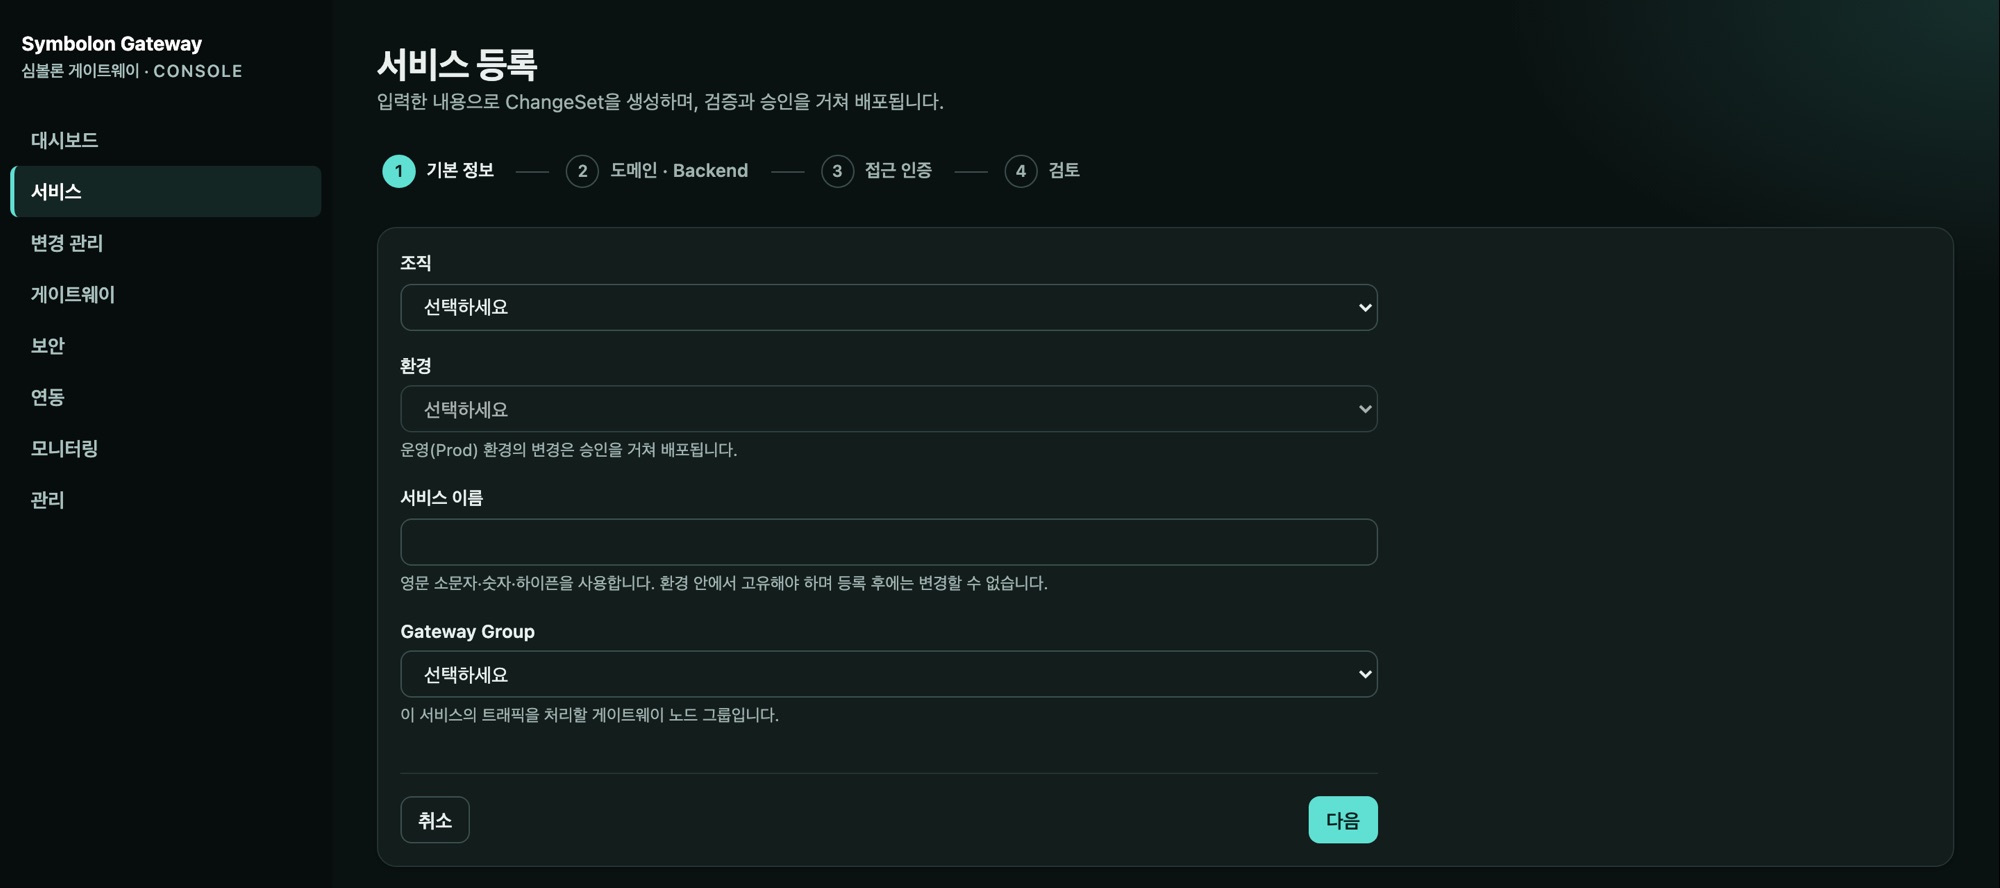 Symbolon Gateway
심볼론 게이트웨이 · CONSOLE
대시보드
서비스
변경 관리
게이트웨이
보안
연동
모니터링
관리
서비스 등록
입력한 내용으로 ChangeSet을 생성하며, 검증과 승인을 거쳐 배포됩니다.
1 기본 정보 2 도메인 · Backend 3 접근 인증 4 검토
조직
선택하세요
환경
선택하세요
운영(Prod) 환경의 변경은 승인을 거쳐 배포됩니다.
서비스 이름
영문 소문자·숫자·하이픈을 사용합니다. 환경 안에서 고유해야 하며 등록 후에는 변경할 수 없습니다.
Gateway Group
선택하세요
이 서비스의 트래픽을 처리할 게이트웨이 노드 그룹입니다.
취소 다음